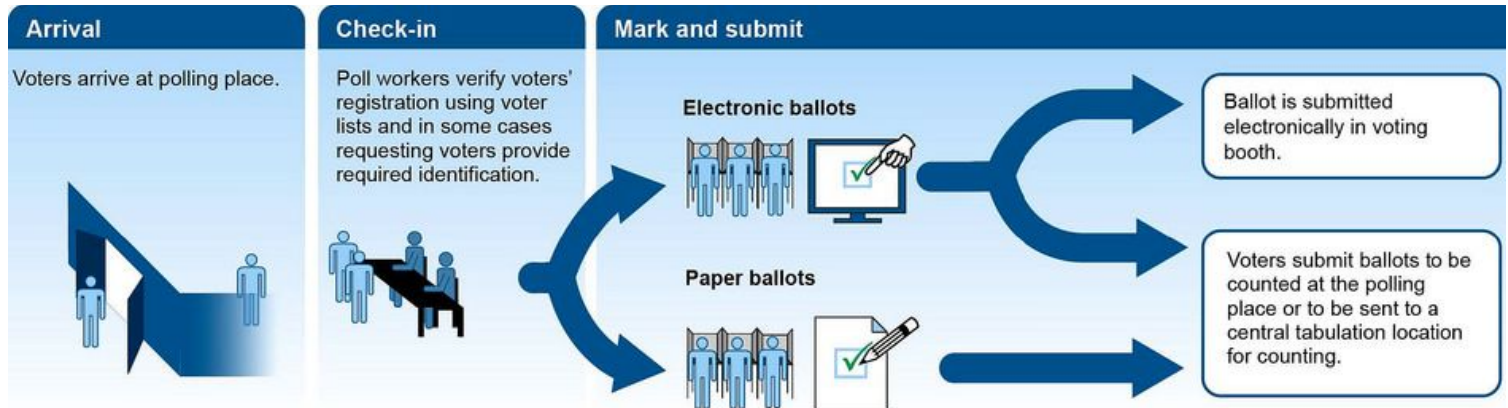 Arrival
Voters arrive at polling place.
Check-in
Poll workers verify voters'
registration using voter
lists and in some cases
requesting voters provide
required identification.
Mark and submit
Electronic ballots
Paper ballots
Ballot is submitted
electronically in voting
booth.
Voters submit ballots to be
counted at the polling
place or to be sent to a
central tabulation location
for counting.